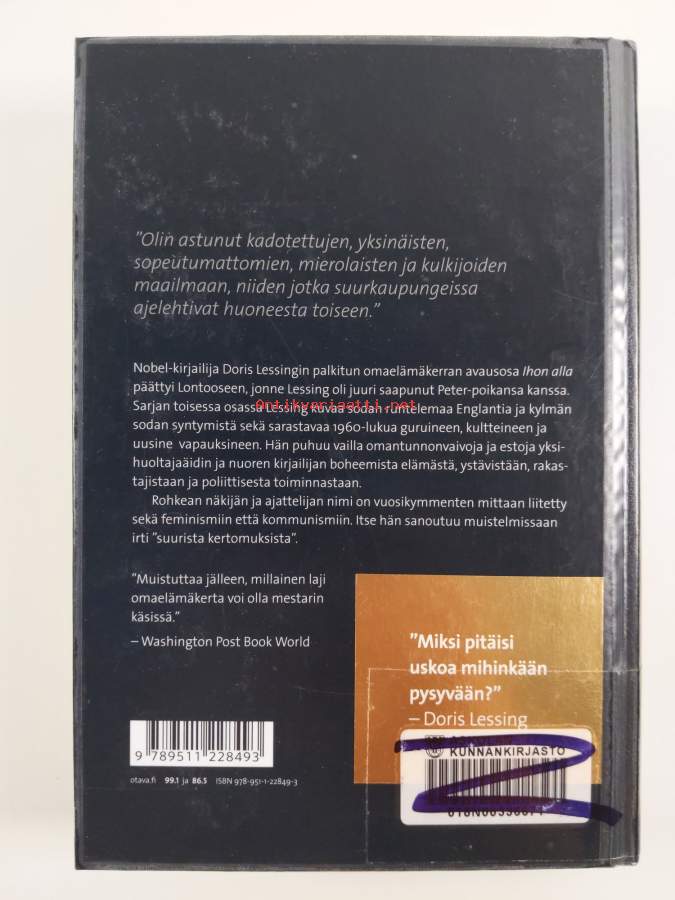 "Olin astunut kadotettujen, yksinäisten,
sopeutumattomien, mierolaisten ja kulkijoiden
maailmaan, niiden jotka suurkaupungeissa
ajelehtivat huoneesta toiseen."
Nobel-kirjailija Doris Lessingin palkitun omaelämäkerran avausosa Ihon alla
päättyi Lontooseen, jonne Lessing oli juuri saapunut Peter-poikansa kanssa.
Antikvariaatti.net
Sarjan toisessa osassa Lessing kuvaa sodan runtelemaa Englantia ja kylmän
sodan syntymistä sekä sarastavaa 1960-lukua guruineen, kultteineen ja
uusine vapauksineen. Hän puhuu vailla omantunnonvaivoja ja estoja yksi-
huoltajaäidin ja nuoren kirjailijan boheemista elämästä, ystävistään, rakas-
tajistaan ja poliittisesta toiminnastaan.
Rohkean näkijän ja ajattelijan nimi on vuosikymmenten mittaan liitetty
sekä feminismiin että kommunismiin. Itse hän sanoutuu muistelmissaan
irti "suurista kertomuksista".
"Muistuttaa jälleen, millainen laji
omaelämäkerta voi olla mestarin
käsissä."
– Washington Post Book World
"Miksi pitäisi
uskoa mihinkään
pysyvään?"
– Doris Lessing
9 789511 228493
otava.fi 99.1 ja 86.5 ISBN 978-951-1-22849-3
KUNNANKIRJASTO